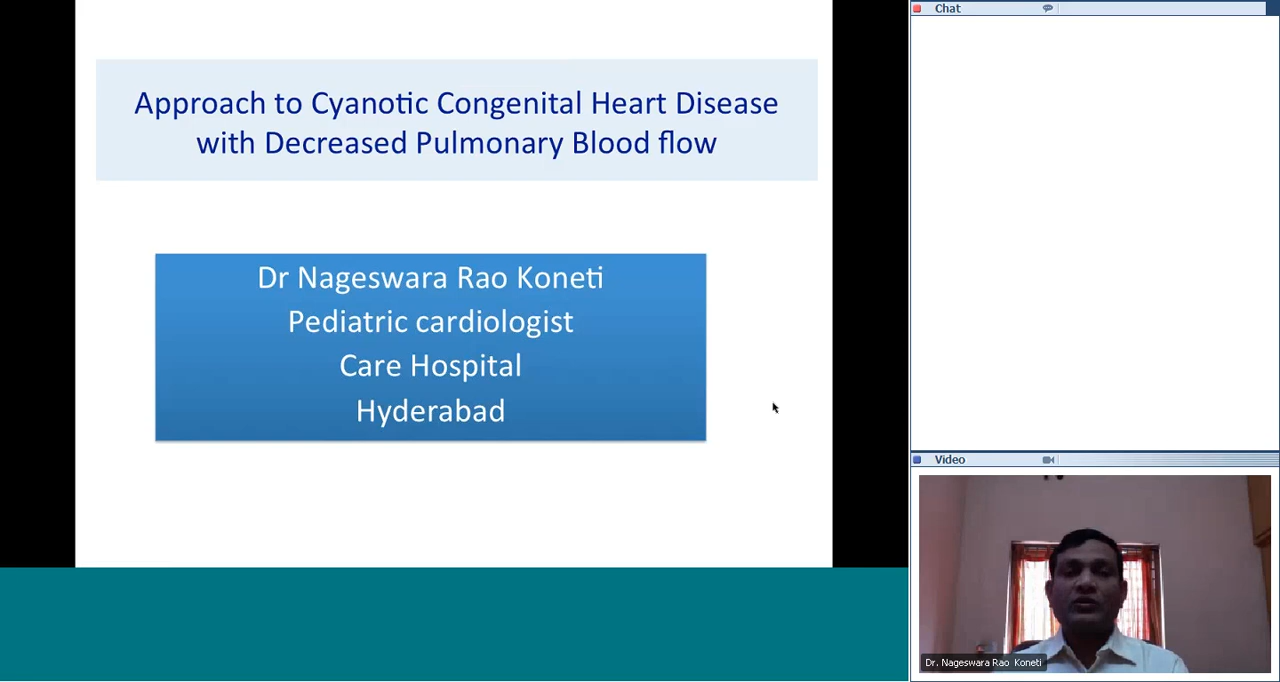 Approach to Cyanotic Congenital Heart Disease
with Decreased Pulmonary Blood flow
Dr Nageswara Rao Koneti
Pediatric cardiologist
Care Hospital
Hyderabad
Chat
Video
Dr. Nageswara Rao Koneti